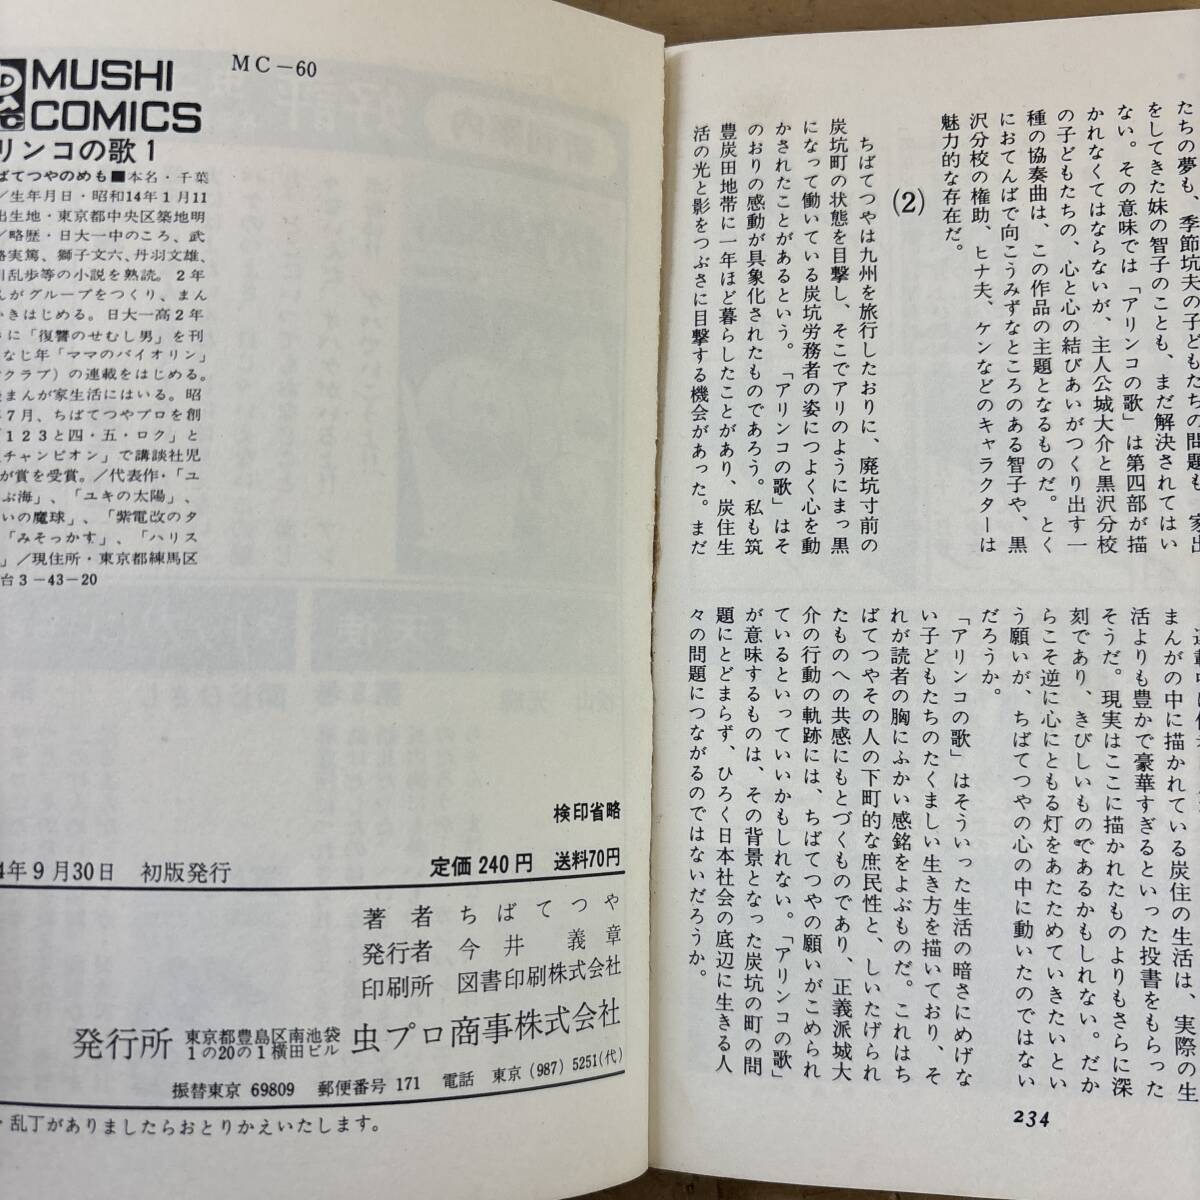 MUSHI
COMICS
MC－60
リンコの歌 1
ばてつやのめも■本名・千葉
／生年月日・昭和14年1月11
出生地・東京都中央区築地明
／略歴・日大一中のころ、武
路実篤、獅子文六、丹羽文雄、
川乱歩等の小説を熟読。2年
んがグループをつくり、まん
かきはじめる。日大一高2年
きに「復讐のせむし男」を刊
なじ年「ママのバイオリン」
クラブ）の連載をはじめる。
まんが家生活にはいる。昭
年7月、ちばてつやプロを創
「1 2 3と四・五・ロク」と
チャンピオン」で講談社児
が賞を受賞。／代表作・「ユ
ぶ海」、「ユキの太陽」、
いの魔球」、「紫電改のタ
「みそっかす」、「ハリス
」／現住所・東京都練馬区
台3－43－20
検印省略
4年9月30日　初版発行
定価 240円　送料70円
著者　ちばてつや
発行者　今井義章
印刷所　図書印刷株式会社
発行所　東京都豊島区南池袋
1の20の1横田ビル　虫プロ商事株式会社
振替東京 69809　郵便番号 171　電話　東京（987）5251（代）
・乱丁がありましたらおとりかえいたします。
たちの夢も、季節坑夫の子どもたちの問題も、家出
をしてきた妹の智子のことも、まだ解決されてはい
ない。その意味では「アリンコの歌」は第四部が描
かれなくてはならないが、主人公城大介と黒沢分校
の子どもたちの、心と心の結びあいがつくり出す一
種の協奏曲は、この作品の主題となるものだ。とく
におてんばで向こうみずなところのある智子や、黒
沢分校の権助、ヒナ夫、ケンなどのキャラクターは
魅力的な存在だ。
（2）
ちばてつやは九州を旅行したおりに、廃坑寸前の
炭坑町の状態を目撃し、そこでアリのようにまっ黒
になって働いている炭坑労務者の姿につよく心を動
かされたことがあるという。「アリンコの歌」はそ
のおりの感動が具象化されたものであろう。私も筑
豊炭田地帯に一年ほど暮らしたことがあり、炭住生
活の光と影をつぶさに目撃する機会があった。まだ
まんがの中に描かれている炭住の生活は、実際の生
活よりも豊かで豪華すぎるといった投書をもらった
そうだ。現実はここに描かれたものよりもさらに深
刻であり、きびしいものであるかもしれない。だか
らこそ逆に心にともる灯をあたためていきたいとい
う願いが、ちばてつやの心の中に動いたのではない
だろうか。
「アリンコの歌」はそういった生活の暗さにめげな
い子どもたちのたくましい生き方を描いており、そ
れが読者の胸にふかい感銘をよぶものだ。これはち
ばてつやその人の下町的な庶民性と、しいたげられ
たものへの共感にもとづくものであり、正義派城大
介の行動の軌跡には、ちばてつやの願いがこめられ
ているといっていいかもしれない。「アリンコの歌」
が意味するものは、その背景となった炭坑の町の問
題にとどまらず、ひろく日本社会の底辺に生きる人
々の問題につながるのではないだろうか。
234